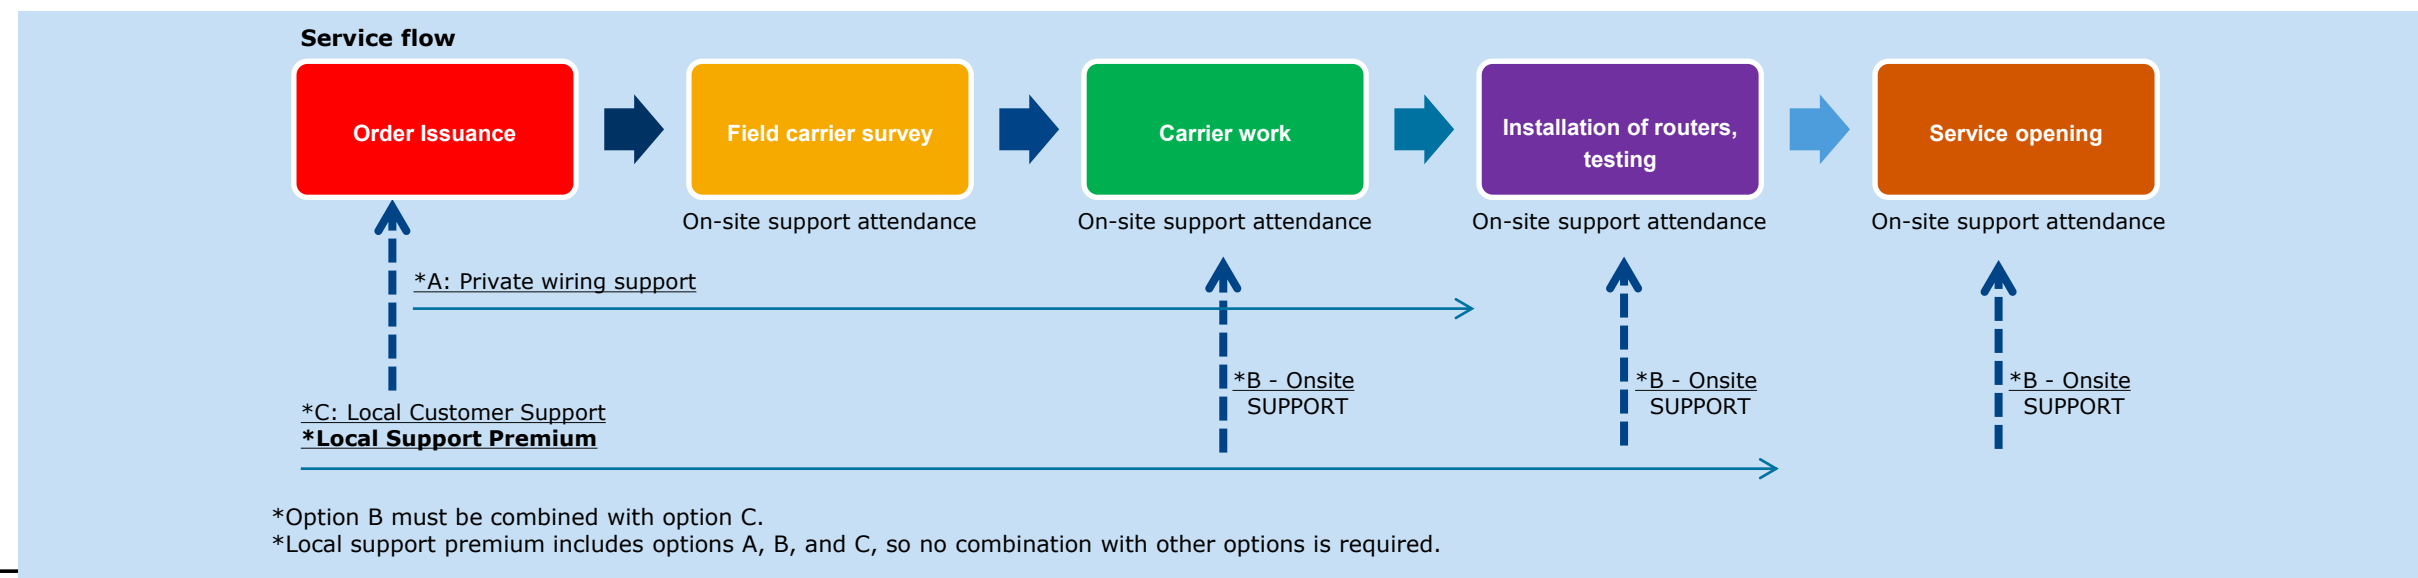 Service flow
Order Issuance
Field carrier survey
Carrier work
Installation of routers,
testing
Service opening
On-site support attendance
On-site support attendance
On-site support attendance
On-site support attendance
*A: Private wiring support
*B - Onsite
SUPPORT
*B - Onsite
SUPPORT
*B - Onsite
SUPPORT
*C: Local Customer Support
*Local Support Premium
*Option B must be combined with option C.
*Local support premium includes options A, B, and C, so no combination with other options is required.